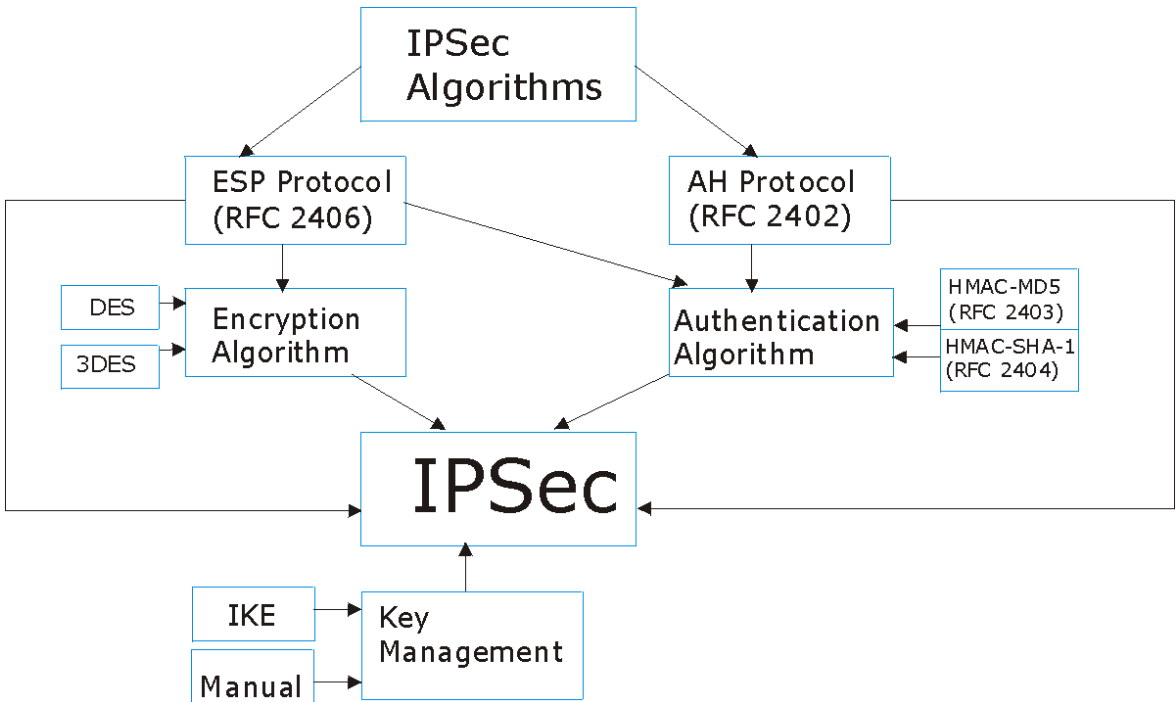 IPSec
Algorithms
ESP Protocol
(RFC 2406)
AH Protocol
(RFC 2402)
DES
3DES
Encryption
Algorithm
Authentication
Algorithm
HMAC-MD5
(RFC 2403)
HMAC-SHA-1
(RFC 2404)
IPSec
IKE
Manual
Key
Management